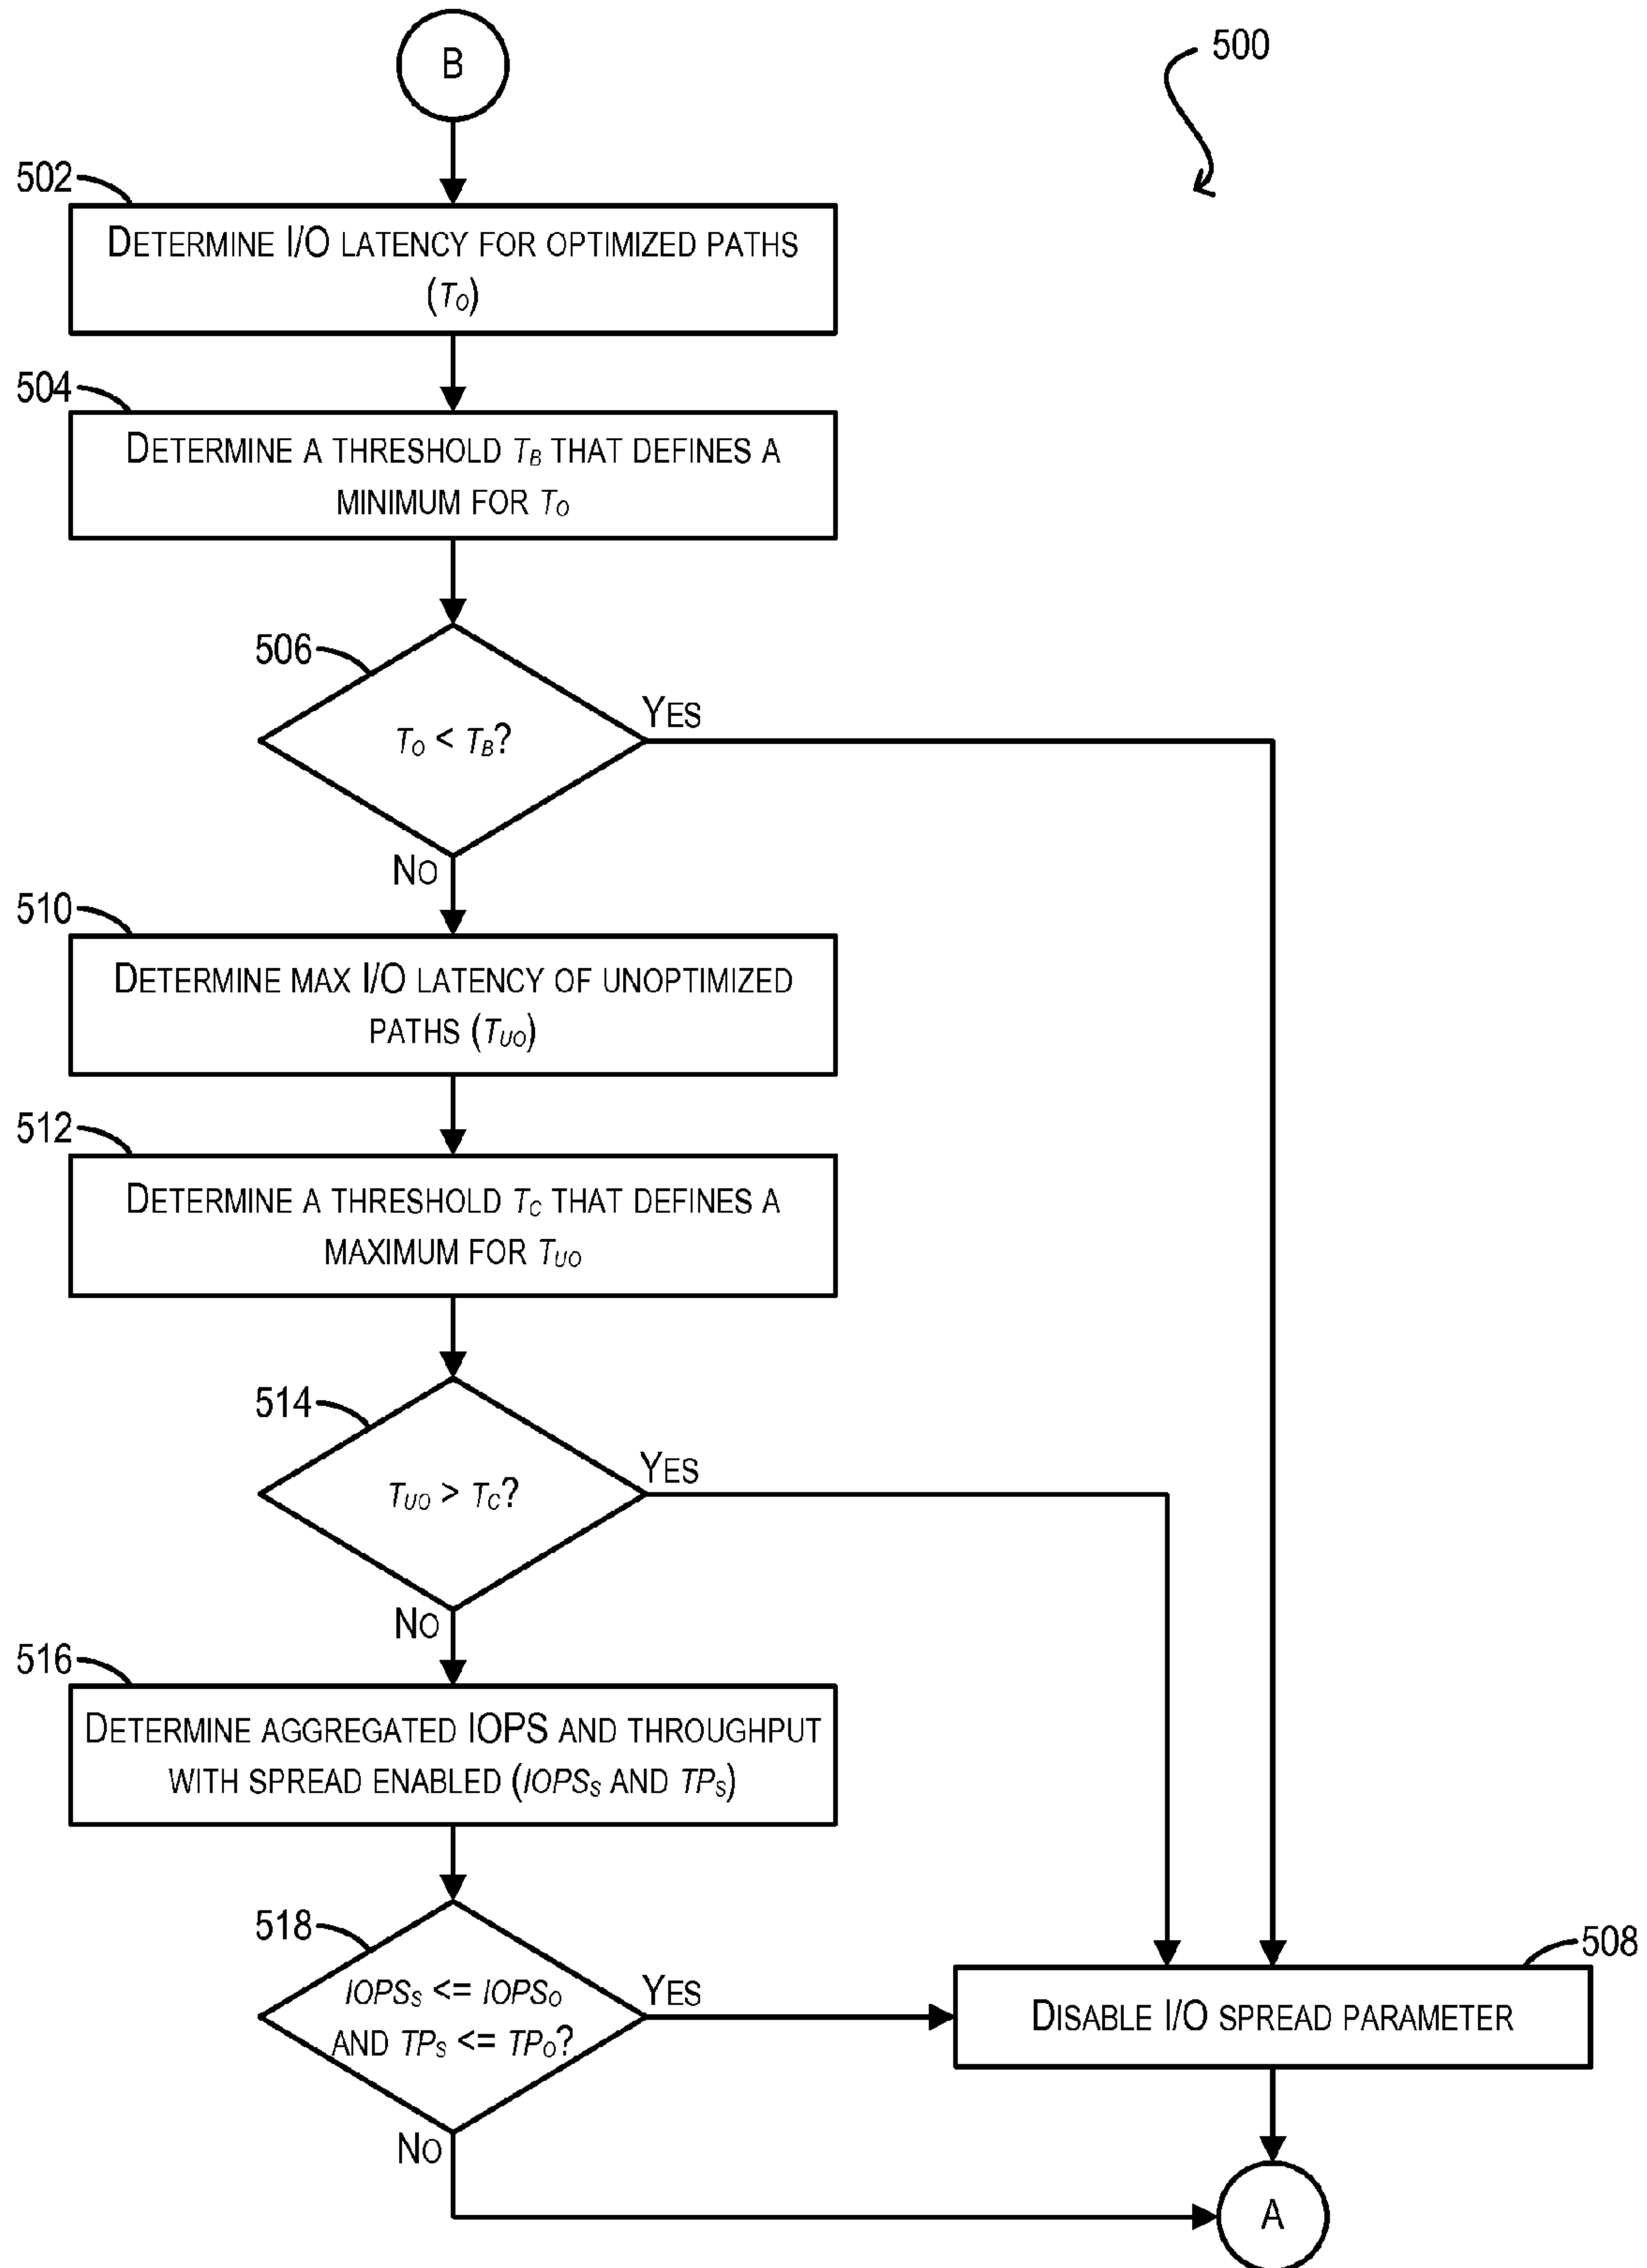 B
500
502
DETERMINE I/O LATENCY FOR OPTIMIZED PATHS
(TO)
504
DETERMINE A THRESHOLD TB THAT DEFINES A
MINIMUM FOR TO
506
TO < TB?
YES
NO
510
DETERMINE MAX I/O LATENCY OF UNOPTIMIZED
PATHS (TUO)
512
DETERMINE A THRESHOLD TC THAT DEFINES A
MAXIMUM FOR TUO
514
TUO > TC?
YES
NO
516
DETERMINE AGGREGATED IOPS AND THROUGHPUT
WITH SPREAD ENABLED (IOPSS AND TPS)
518
IOPSS <= IOPSO
AND TPS <= TPO?
YES
NO
508
DISABLE I/O SPREAD PARAMETER
A